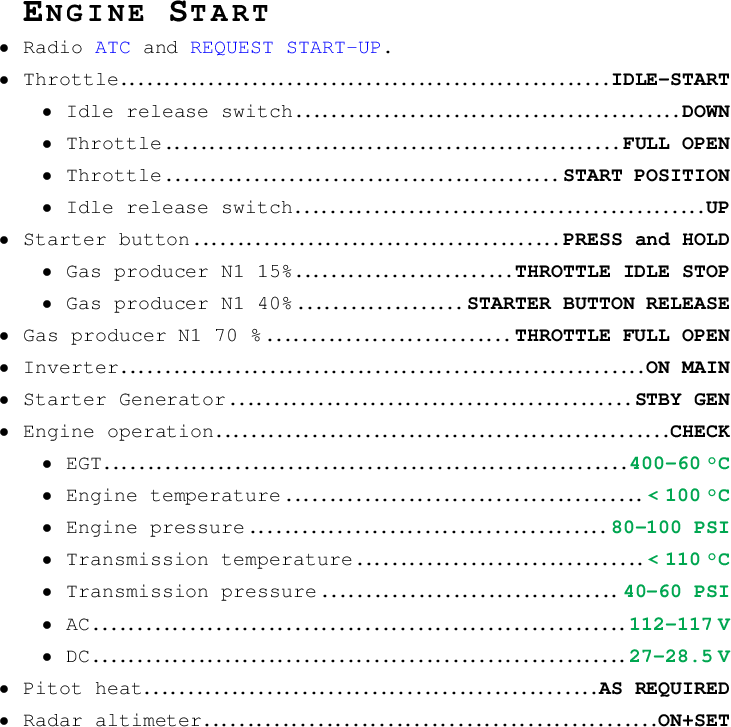 ENGINE START
• Radio ATC and REQUEST START-UP.
• Throttle........................................................IDLE-START
• Idle release switch............................................DOWN
• Throttle....................................................FULL OPEN
• Throttle.............................................START POSITION
• Idle release switch...............................................UP
• Starter button..........................................PRESS and HOLD
• Gas producer N1 15%.........................THROTTLE IDLE STOP
• Gas producer N1 40%...................STARTER BUTTON RELEASE
• Gas producer N1 70 %............................THROTTLE FULL OPEN
• Inverter............................................................ON MAIN
• Starter Generator..............................................STBY GEN
• Engine operation....................................................CHECK
• EGT............................................................400-60 °C
• Engine temperature.........................................< 100 °C
• Engine pressure.........................................80-100 PSI
• Transmission temperature.................................< 110 °C
• Transmission pressure..................................40-60 PSI
• AC.............................................................112-117 V
• DC.............................................................27-28.5 V
• Pitot heat....................................................AS REQUIRED
• Radar altimeter....................................................ON+SET